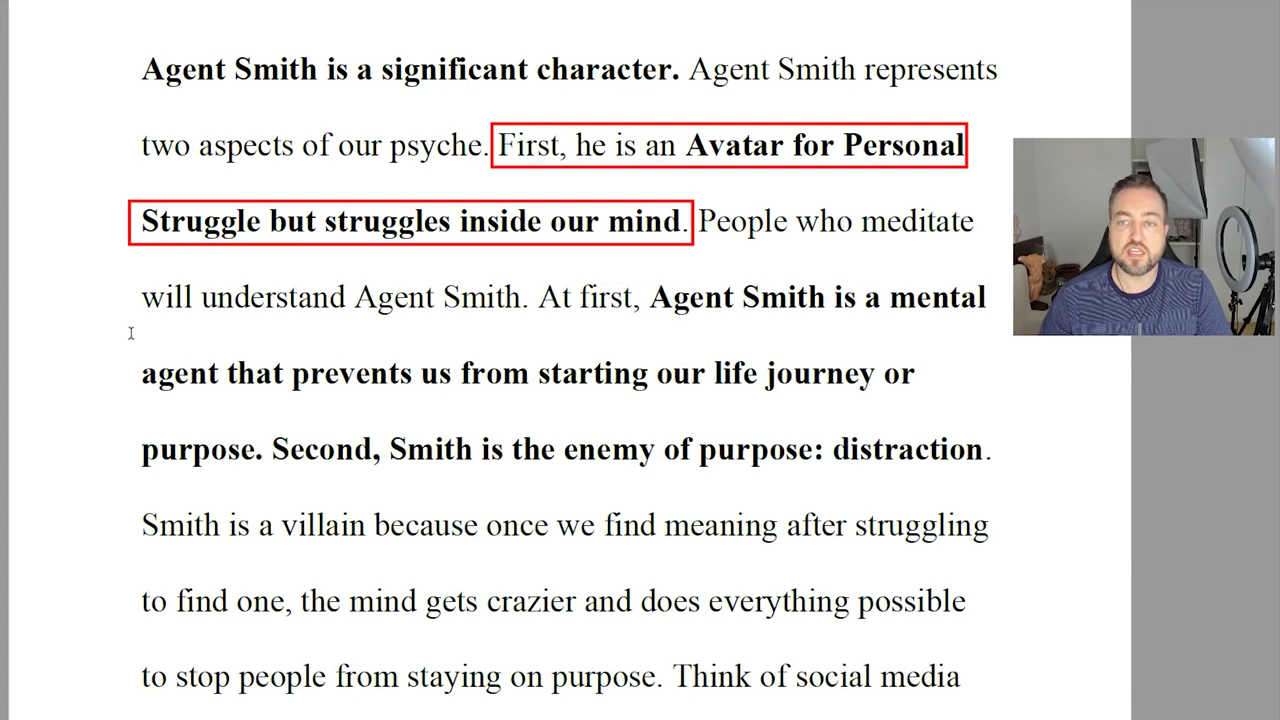 Agent Smith is a significant character. Agent Smith represents
two aspects of our psyche. First, he is an Avatar for Personal
Struggle but struggles inside our mind. People who meditate
will understand Agent Smith. At first, Agent Smith is a mental
agent that prevents us from starting our life journey or
purpose. Second, Smith is the enemy of purpose: distraction.
Smith is a villain because once we find meaning after struggling
to find one, the mind gets crazier and does everything possible
to stop people from staying on purpose. Think of social media